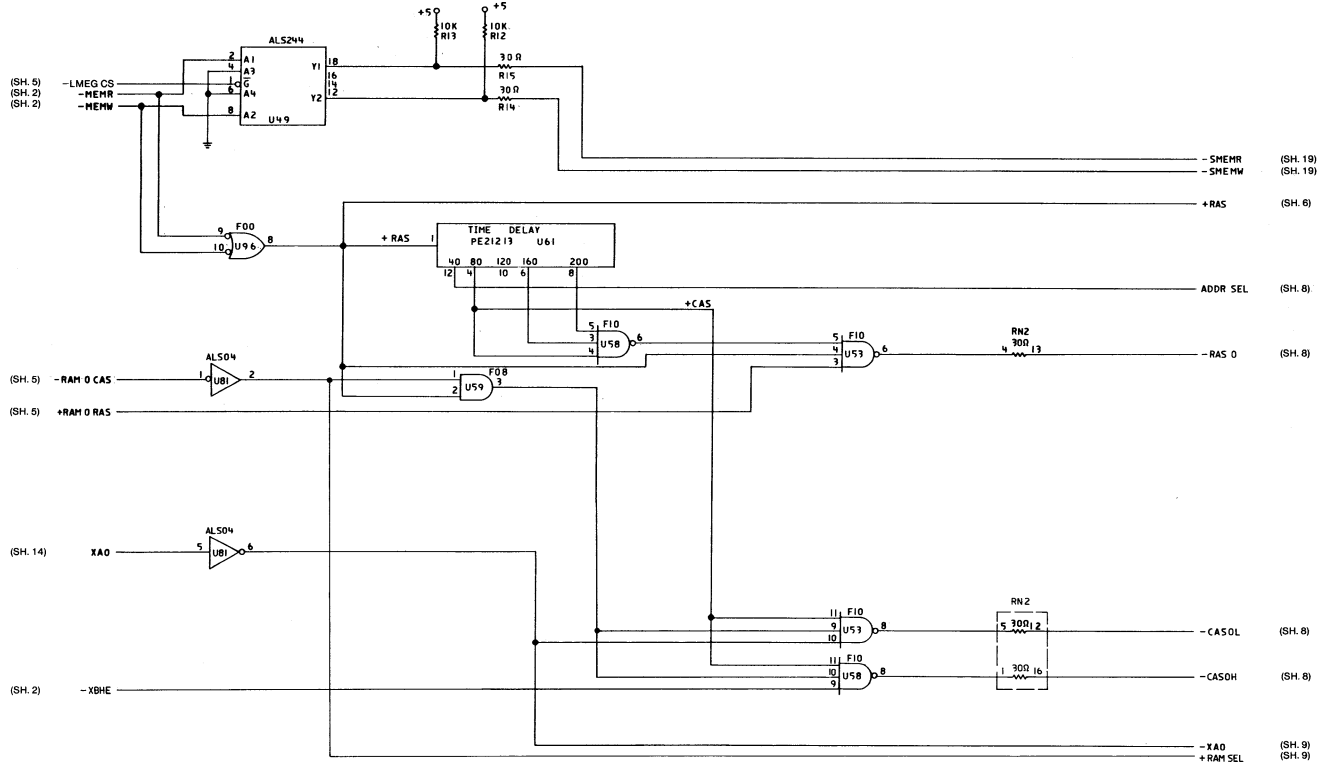 +5
+5
10K
R13
10K
R12
ALS244
2 A1
4 A3
1 G
6 A4
8 A2
Y1 18
16
14
Y2 12
U49
30Ω
R15
30Ω
R14
(SH. 5) -LMEG CS
(SH. 2) -MEMR
(SH. 2) -MEMW
-SMEMR (SH. 19)
-SMEMW (SH. 19)
+RAS (SH. 6)
F00
9
10 U96 8
+RAS 1
TIME DELAY
PE21213 U61
40 80 120 160 200
12 4 10 6 8
ADDR SEL (SH. 8)
+CAS
F10
5
3 U58 6
4
F10
5
4 U53 6
3
RN2
30Ω
4 13
-RAS 0 (SH. 8)
ALS04
(SH. 5) -RAM 0 CAS 1 U81 2
F08
1
2 U59 3
(SH. 5) +RAM 0 RAS
ALS04
(SH. 14) XA0 5 U81 6
F10
11
9 U53 8
10
RN2
5 30Ω 12
-CAS0L (SH. 8)
F10
11
10 U58 8
9
1 30Ω 16
-CAS0H (SH. 8)
(SH. 2) -XBHE
-XA0 (SH. 9)
+RAM SEL (SH. 9)